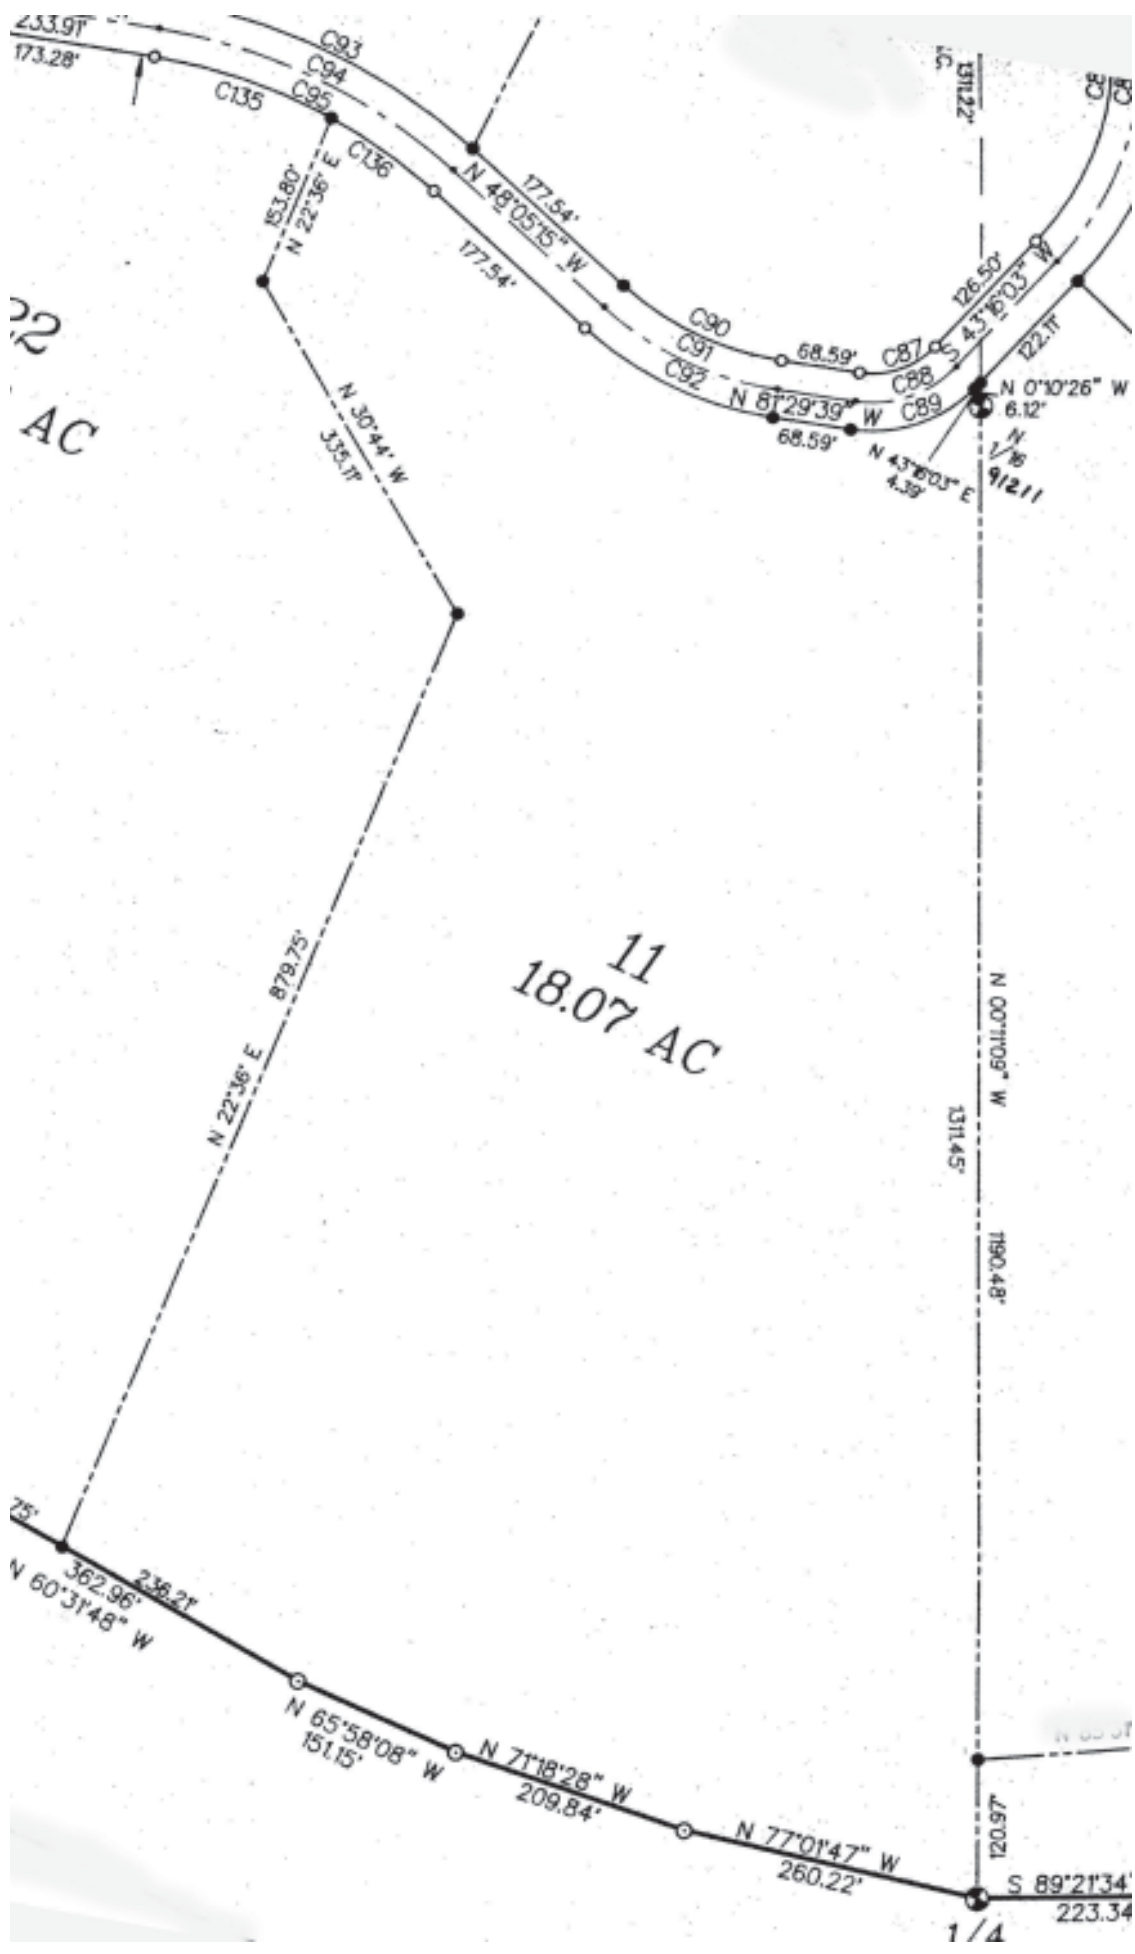 233.91'
173.28'
C93
C94
C95
C135
C136
153.80'
N 22°36' E
N 48°05'15" W
177.54'
177.54'
1311.22'
C90
C91
C92
68.59'
C87
C88
C89
126.50'
S 43°16'03" W
122.11'
N 81°29'39" W
68.59'
N 0°10'26" W
6.12'
N
1/16
91211
N 43°16'03" E
4.39'
22
AC
N 30°44' W
335.11'
879.75'
N 22°36' E
11
18.07 AC
N 00°11'09" W
1311.45'
1190.48'
75'
236.21'
362.96'
N 60°31'48" W
N 65°58'08" W
151.15'
N 71°18'28" W
209.84'
N 77°01'47" W
260.22'
120.97'
S 89°21'34"
223.34
1/4